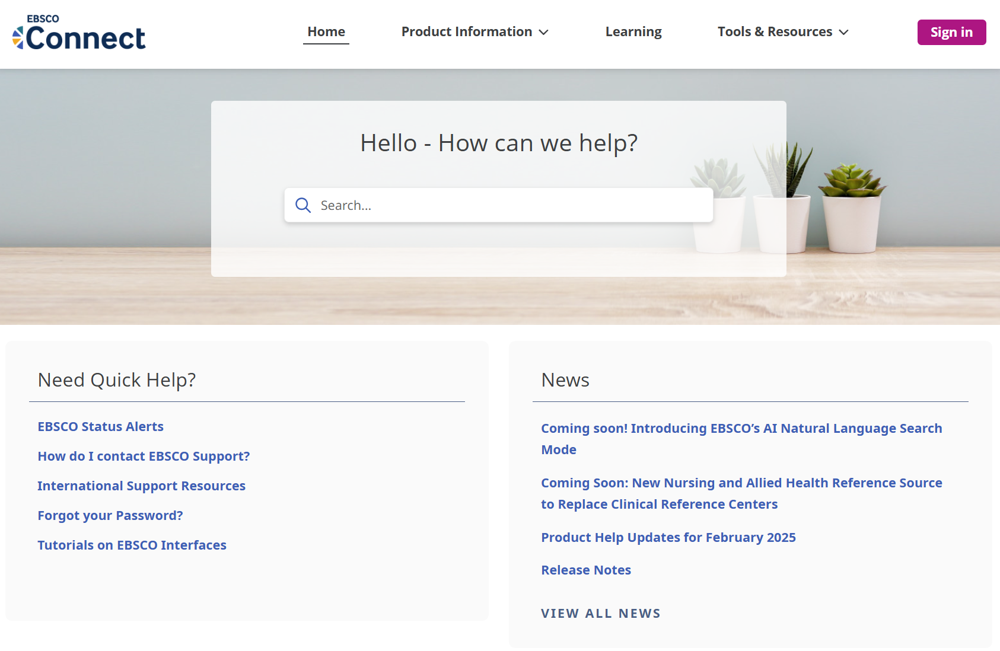 EBSCO
Connect
Home
Product Information
Learning
Tools & Resources
Sign in
Hello - How can we help?
Search...
Need Quick Help?
EBSCO Status Alerts
How do I contact EBSCO Support?
International Support Resources
Forgot your Password?
Tutorials on EBSCO Interfaces
News
Coming soon! Introducing EBSCO’s AI Natural Language Search
Mode
Coming Soon: New Nursing and Allied Health Reference Source
to Replace Clinical Reference Centers
Product Help Updates for February 2025
Release Notes
VIEW ALL NEWS